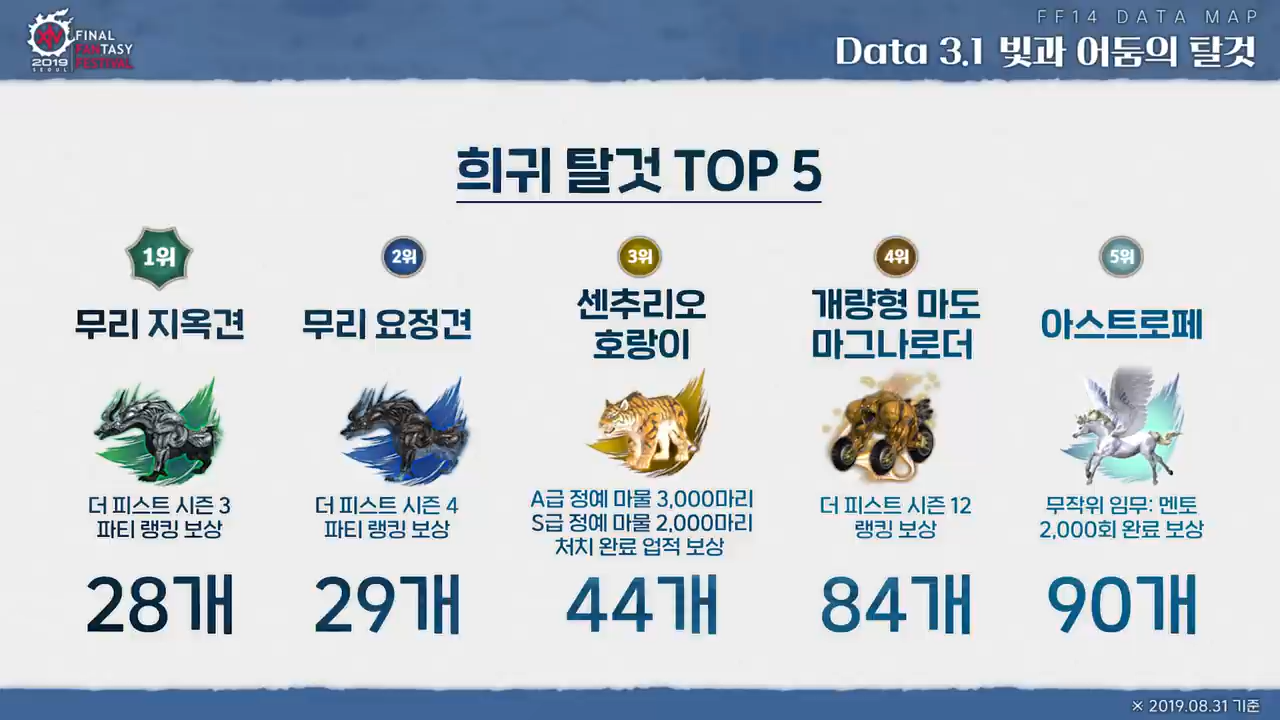 XIV
FINAL
FANTASY
FESTIVAL
2019
SEOUL
FF14 DATA MAP
Data 3.1 빛과 어둠의 탈것
희귀 탈것 TOP 5
1위
무리 지옥견
더 피스트 시즌 3
파티 랭킹 보상
28개
2위
무리 요정견
더 피스트 시즌 4
파티 랭킹 보상
29개
3위
센추리오
호랑이
A급 정예 마물 3,000마리
S급 정예 마물 2,000마리
처치 완료 업적 보상
44개
4위
개량형 마도
마그나로더
더 피스트 시즌 12
랭킹 보상
84개
5위
아스트로페
무작위 임무: 멘토
2,000회 완료 보상
90개
× 2019.08.31 기준